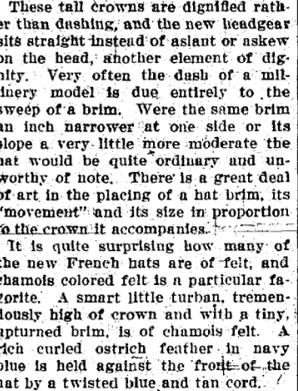 These tall crowns are dignified rath-
er than dashing, and the new headgear
sits straight instead of aslant or askew
on the head, another element of dig-
nity. Very often the dash of a mil-
linery model is due entirely to the
sweep of a brim. Were the same brim
an inch narrower at one side or its
slope a very little more moderate the
hat would be quite ordinary and un-
worthy of note. There is a great deal
of art in the placing of a hat brim, its
"movement" and its size in proportion
to the crown it accompanies.
It is quite surprising how many of
the new French hats are of felt, and
chamois colored felt is a particular fa-
vorite. A smart little turban, tremen-
dously high of crown and with a tiny,
upturned brim, is of chamois felt. A
rich curled ostrich feather in navy
blue is held against the front of the
hat by a twisted blue and tan cord.